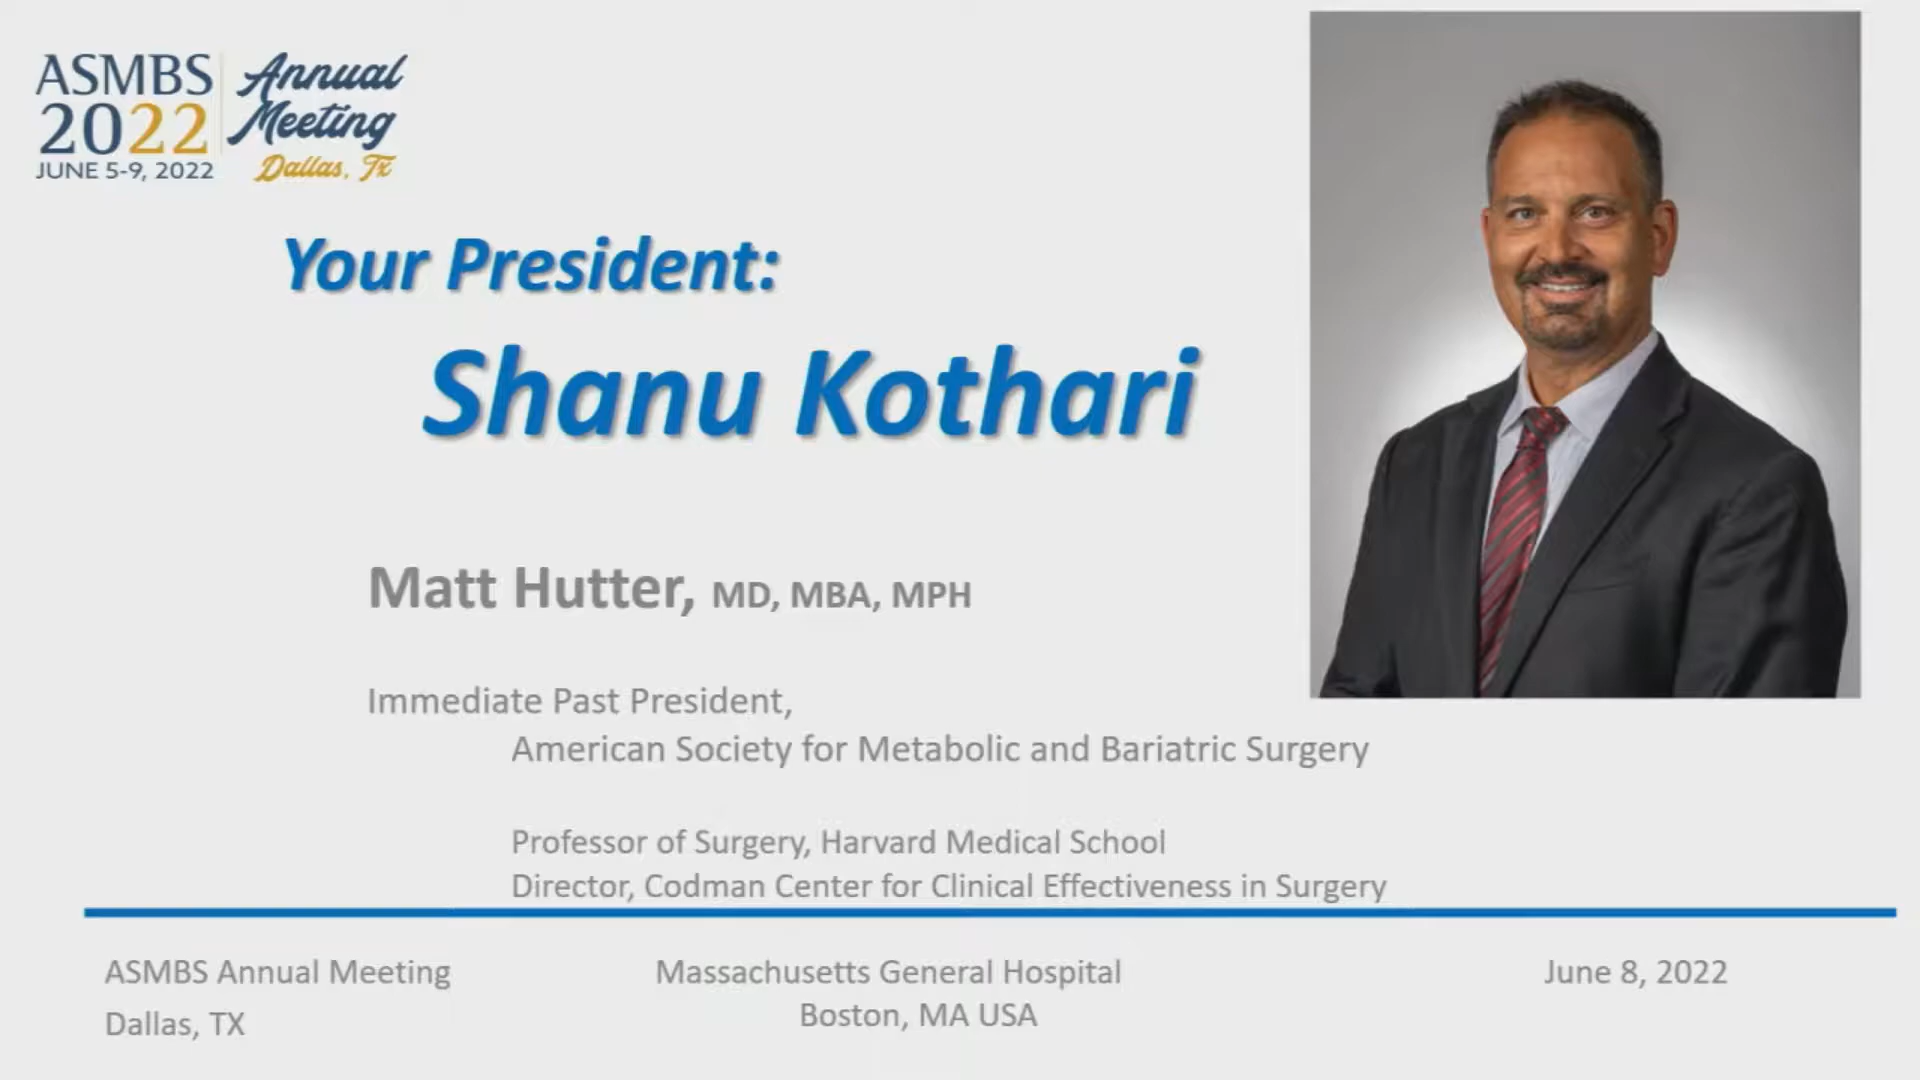 ASMBS
2022
JUNE 5-9, 2022
Annual
Meeting
Dallas, Tx
Your President:
Shanu Kothari
Matt Hutter, MD, MBA, MPH
Immediate Past President,
American Society for Metabolic and Bariatric Surgery
Professor of Surgery, Harvard Medical School
Director, Codman Center for Clinical Effectiveness in Surgery
ASMBS Annual Meeting
Dallas, TX
Massachusetts General Hospital
Boston, MA USA
June 8, 2022